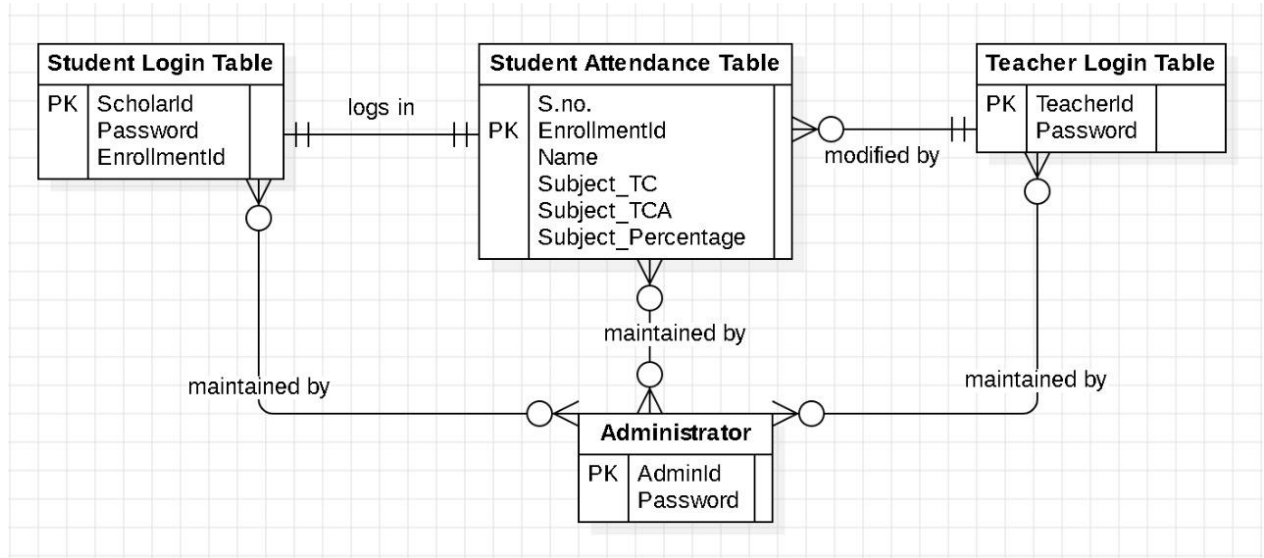 Student Login Table
PK ScholarId
Password
EnrollmentId
logs in
Student Attendance Table
S.no.
PK EnrollmentId
Name
Subject_TC
Subject_TCA
Subject_Percentage
modified by
Teacher Login Table
PK TeacherId
Password
maintained by
maintained by
maintained by
Administrator
PK AdminId
Password